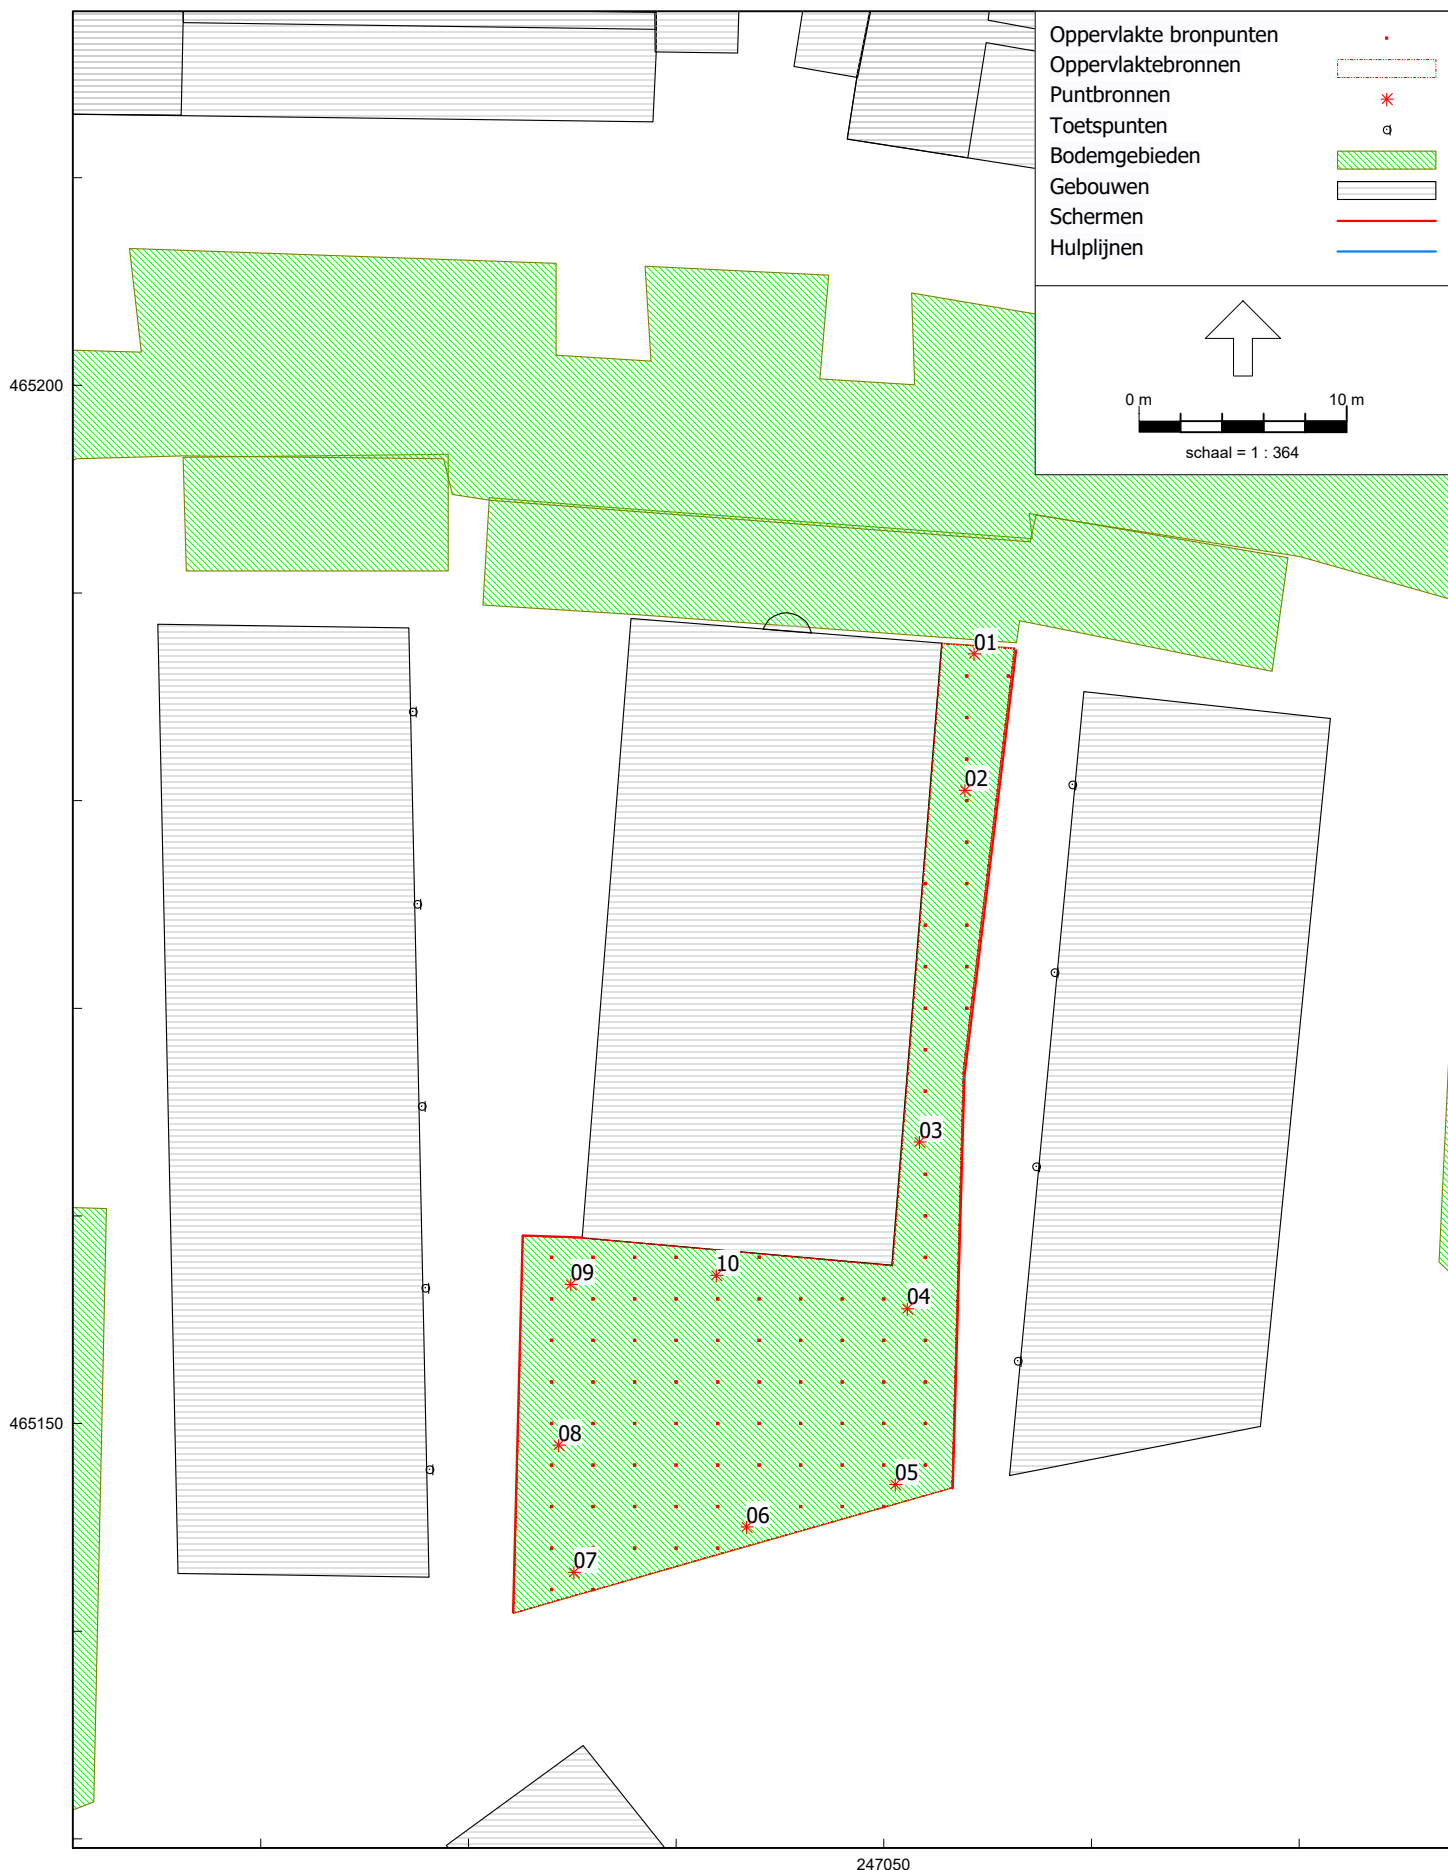 Oppervlakte bronpunten
Oppervlaktebronnen
Puntbronnen
Toetspunten
Bodemgebieden
Gebouwen
Schermen
Hulplijnen
0 m 10 m
schaal = 1 : 364
465200
01
02
03
10
09
04
465150
08
05
06
07
247050